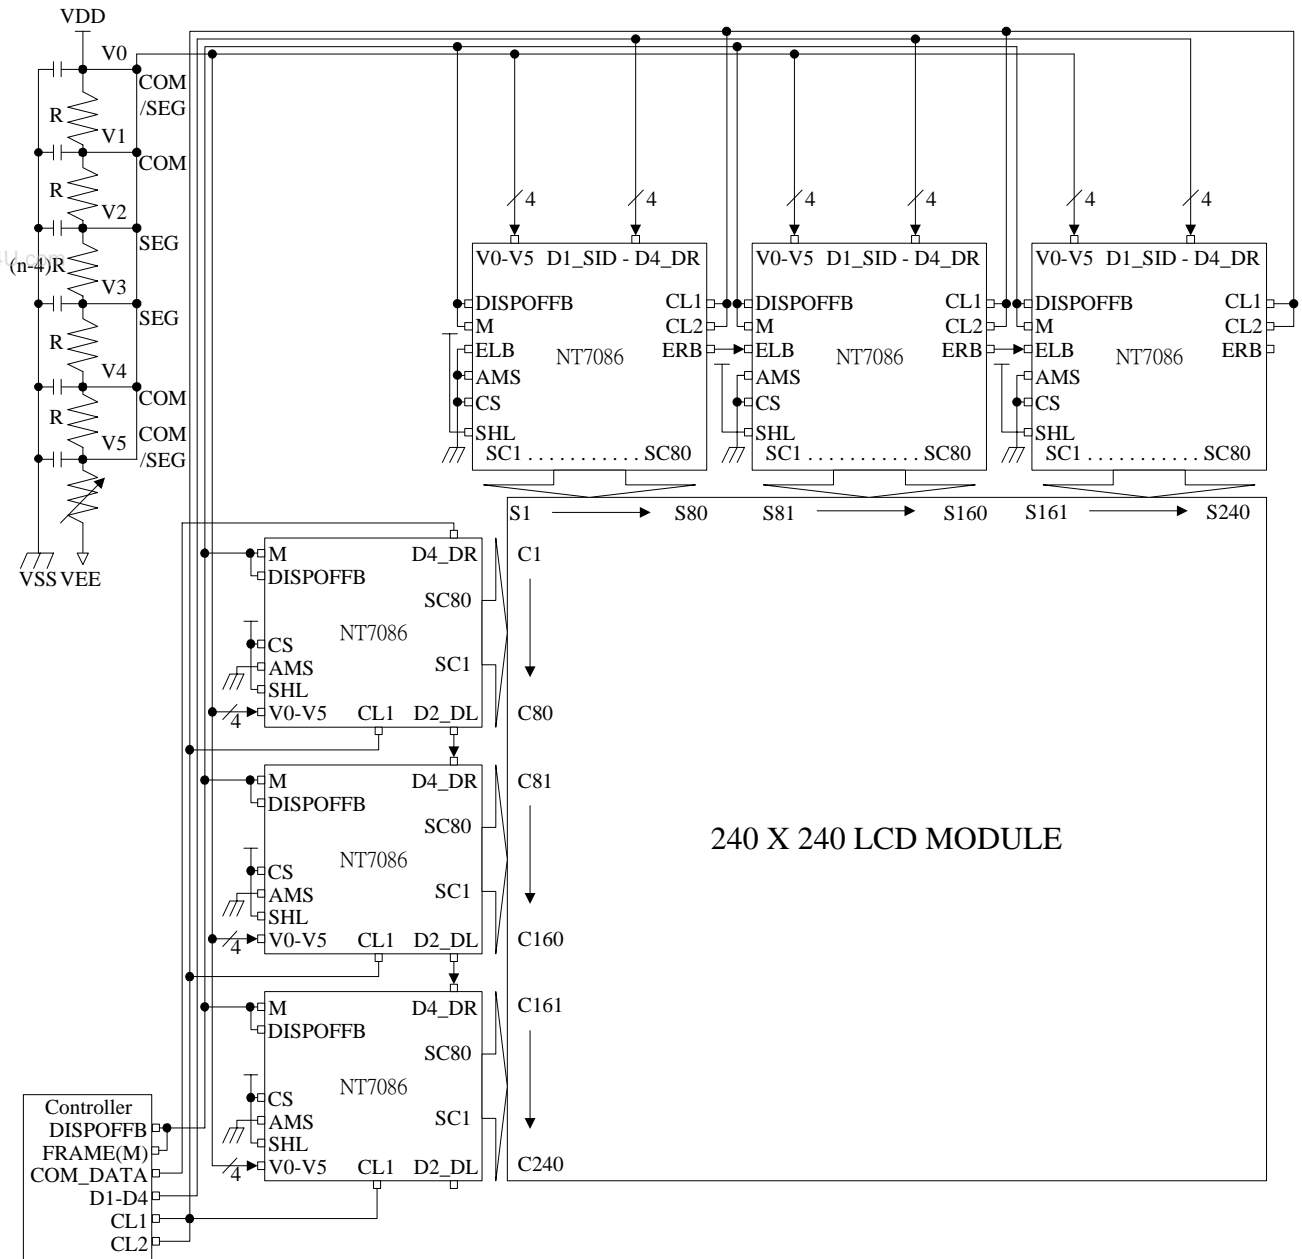 VDD
V0
COM
/SEG
R
V1
COM
R
V2
SEG
(n-4)R
V3
SEG
R
V4
COM
R
COM
V5
/SEG
VSS VEE
4 4 4 4 4 4
V0-V5 D1_SID - D4_DR
DISPOFFB CL1
M CL2
ELB ERB
NT7086
AMS
CS
SHL
SC1 . . . . . . . . . . . SC80
V0-V5 D1_SID - D4_DR
DISPOFFB CL1
M CL2
ELB ERB
NT7086
AMS
CS
SHL
SC1 . . . . . . . . . . . SC80
V0-V5 D1_SID - D4_DR
DISPOFFB CL1
M CL2
ELB ERB
NT7086
AMS
CS
SHL
SC1 . . . . . . . . . . . SC80
S1 S80 S81 S160 S161 S240
M D4_DR
DISPOFFB
SC80
NT7086
CS
SC1
AMS
SHL
4 V0-V5 CL1 D2_DL
C1
C80
M D4_DR
DISPOFFB
SC80
NT7086
CS
SC1
AMS
SHL
4 V0-V5 CL1 D2_DL
C81
C160
240 X 240 LCD MODULE
M D4_DR
DISPOFFB
SC80
NT7086
CS
SC1
AMS
SHL
4 V0-V5 CL1 D2_DL
C161
C240
Controller
DISPOFFB
FRAME(M)
COM_DATA
D1-D4
CL1
CL2